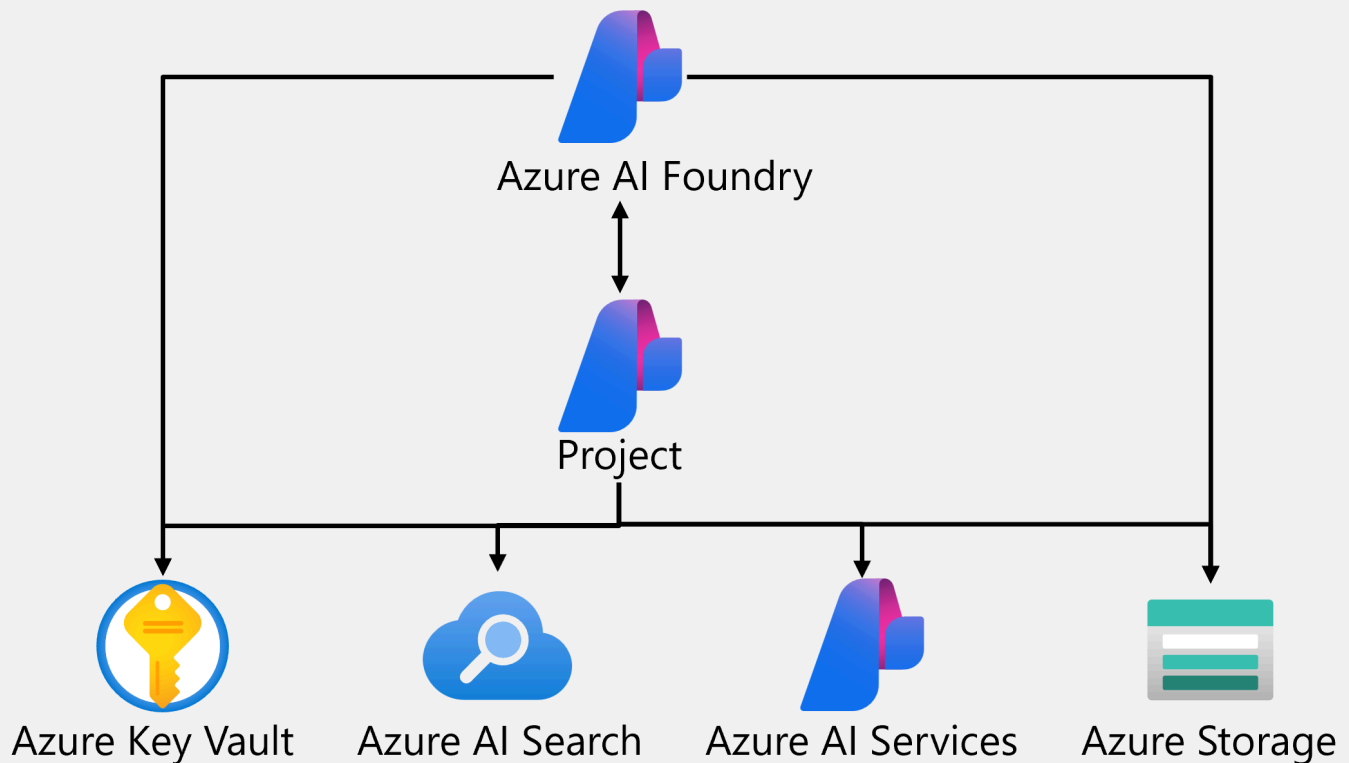 Azure AI Foundry
Project
Azure Key Vault
Azure AI Search
Azure AI Services
Azure Storage